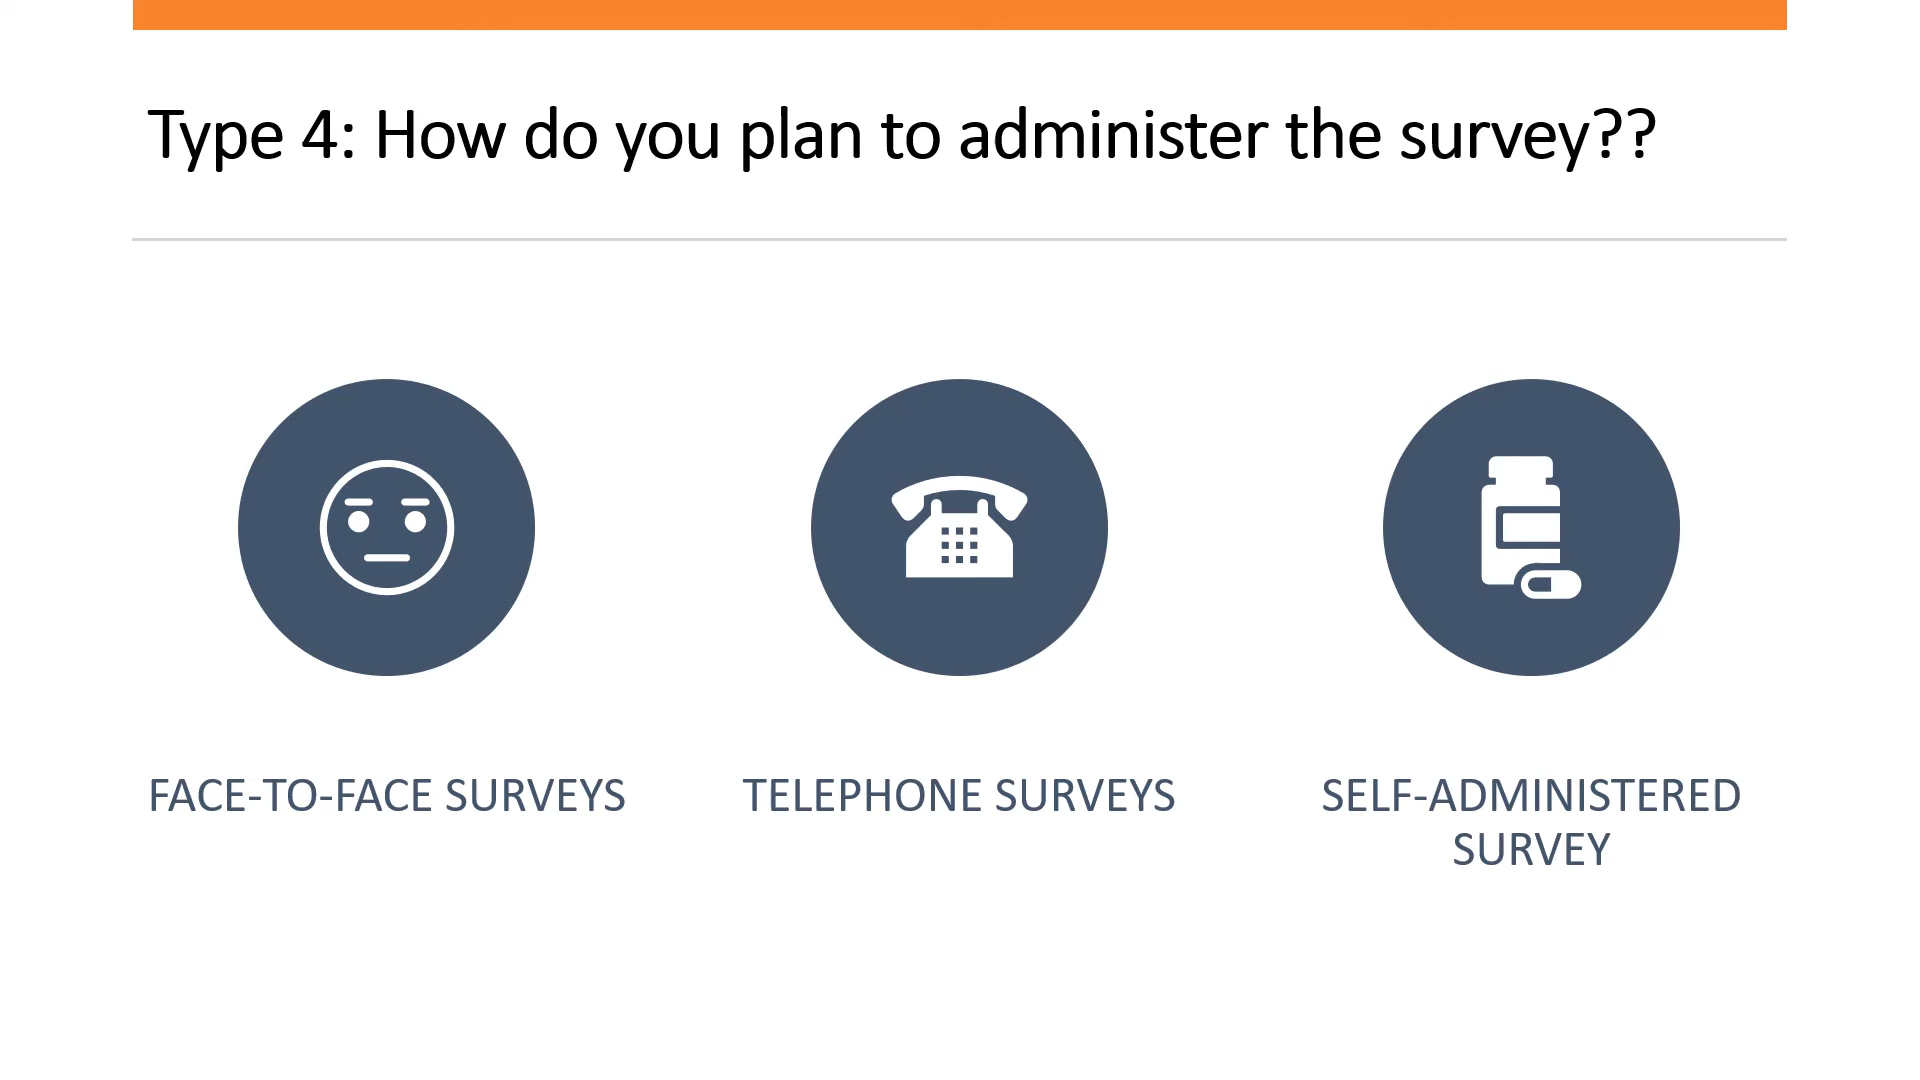 Type 4: How do you plan to administer the survey??
FACE-TO-FACE SURVEYS
TELEPHONE SURVEYS
SELF-ADMINISTERED
SURVEY